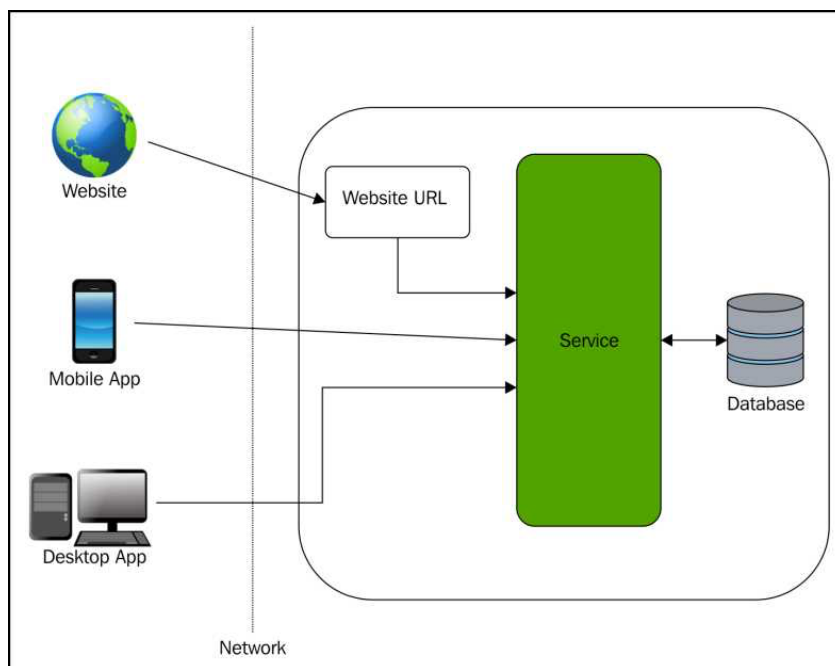 Website
Website URL
Mobile App
Service
Database
Desktop App
Network